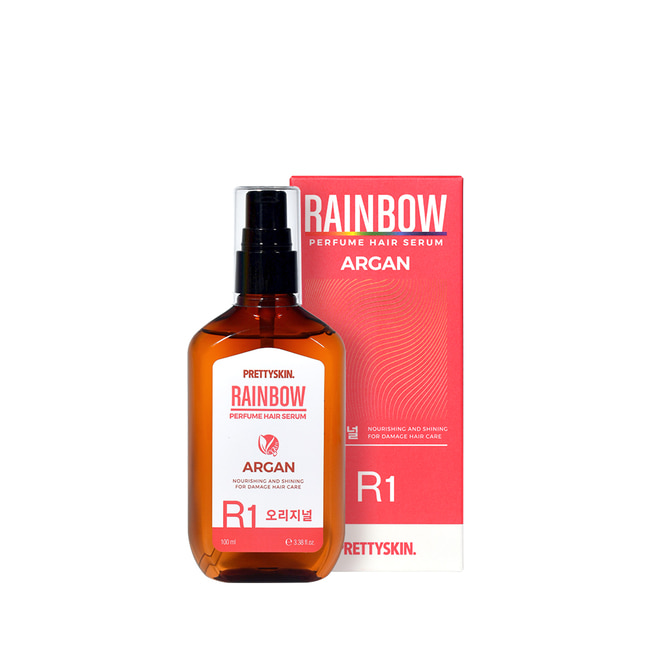 RAINBOW
PERFUME HAIR SERUM
ARGAN
널
NOURISHING AND SHINING
FOR DAMAGE HAIR CARE
R1
PRETTYSKIN.
PRETTYSKIN.
RAINBOW
PERFUME HAIR SERUM
ARGAN
NOURISHING AND SHINING
FOR DAMAGE HAIR CARE
R1 오리지널
100 ml ℮ 3.38 fl.oz